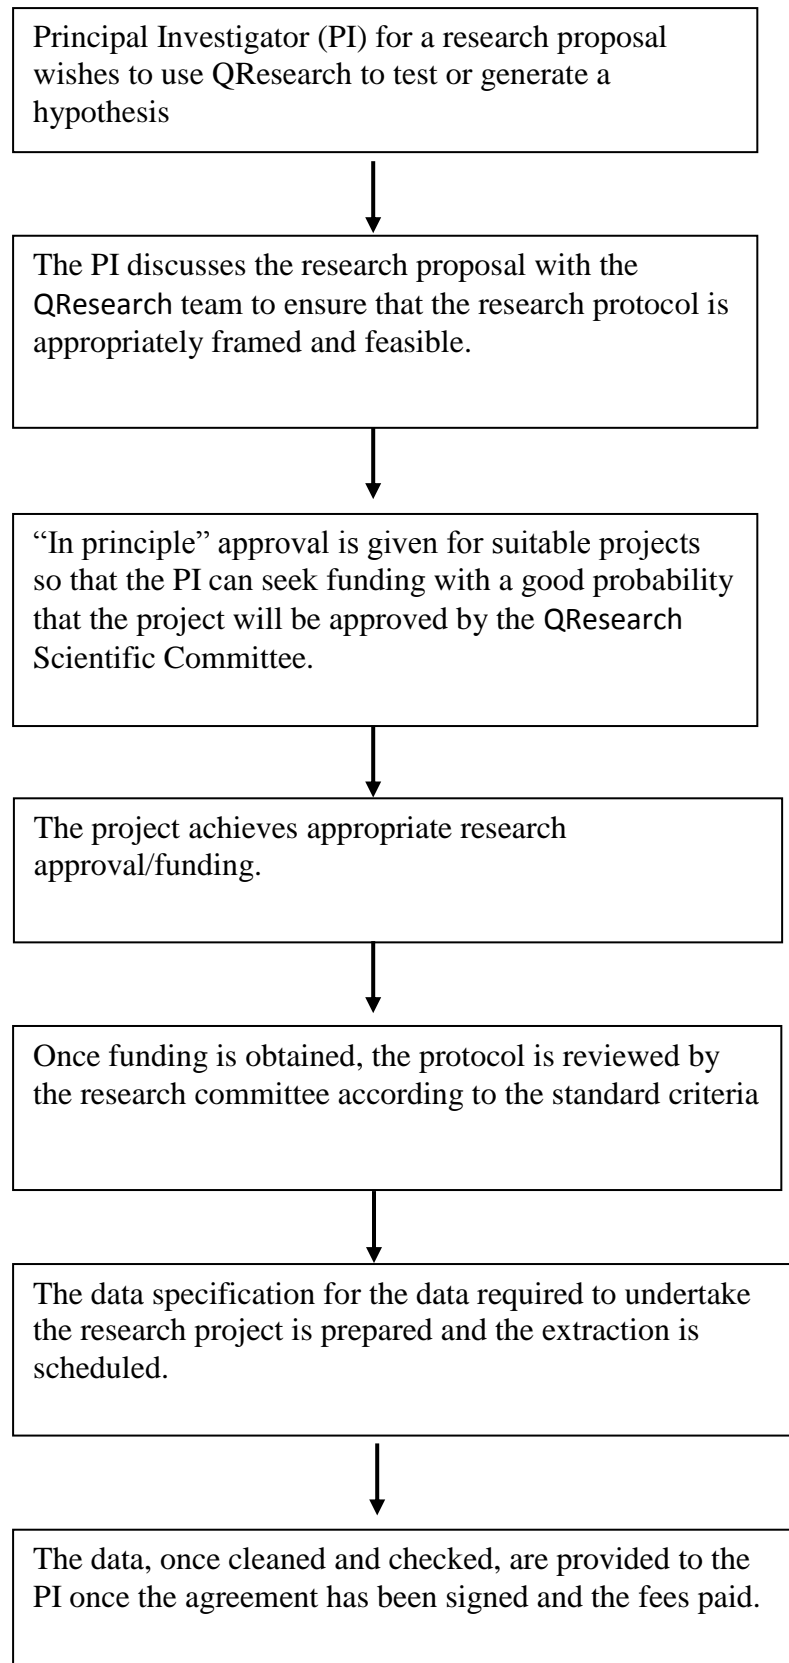 Principal Investigator (PI) for a research proposal
wishes to use QResearch to test or generate a
hypothesis
The PI discusses the research proposal with the
QResearch team to ensure that the research protocol is
appropriately framed and feasible.
“In principle” approval is given for suitable projects
so that the PI can seek funding with a good probability
that the project will be approved by the QResearch
Scientific Committee.
The project achieves appropriate research
approval/funding.
Once funding is obtained, the protocol is reviewed by
the research committee according to the standard criteria
The data specification for the data required to undertake
the research project is prepared and the extraction is
scheduled.
The data, once cleaned and checked, are provided to the
PI once the agreement has been signed and the fees paid.